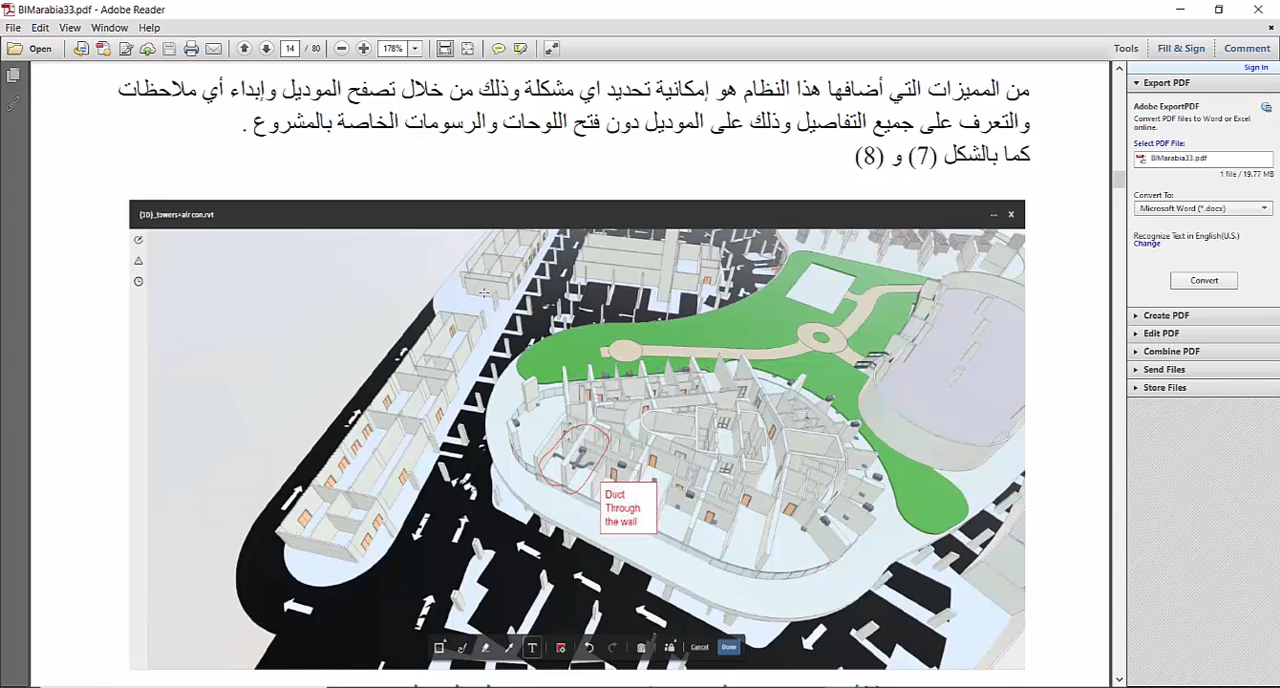 BIMarabia33.pdf - Adobe Reader
File Edit View Window Help
Open 14 / 80 178% Tools Fill & Sign Comment
Sign In
من المميزات التي أضافها هذا النظام هو إمكانية تحديد اي مشكلة وذلك من خلال تصفح الموديل وإبداء أي ملاحظات
والتعرف على جميع التفاصيل وذلك على الموديل دون فتح اللوحات والرسومات الخاصة بالمشروع .
كما بالشكل (7) و (8)
{3D}_towers+air con.rvt
Duct
Through
the wall
T Cancel Done
Export PDF
Adobe ExportPDF
Convert PDF files to Word or Excel
online.
Select PDF File:
BIMarabia33.pdf
1 file / 19.77 MB
Convert To:
Microsoft Word (*.docx)
Recognize Text in English(U.S.)
Change
Convert
Create PDF
Edit PDF
Combine PDF
Send Files
Store Files